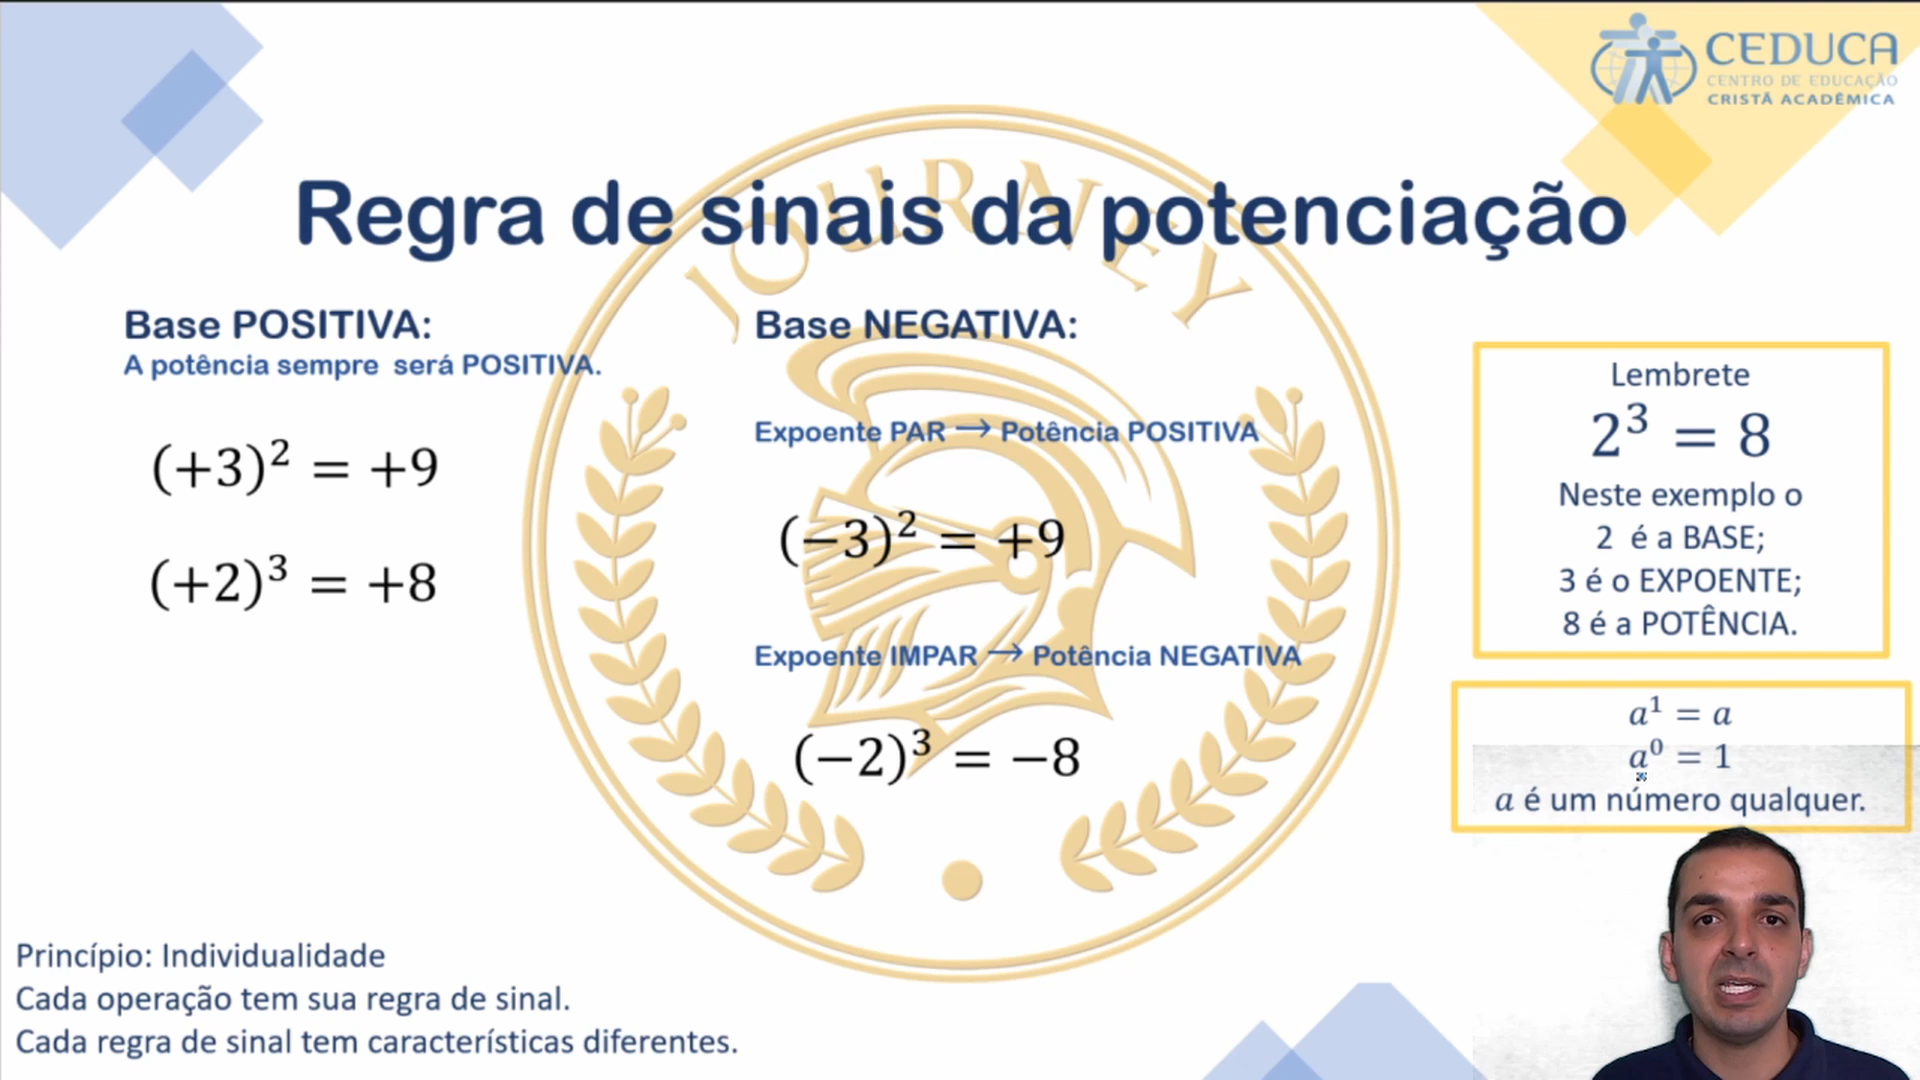 CEDUCA
CENTRO DE EDUCAÇÃO
CRISTÃ ACADÊMICA
JOURNEY
Regra de sinais da potenciação
Base POSITIVA:
A potência sempre será POSITIVA.
(+3)² = +9
(+2)³ = +8
Base NEGATIVA:
Expoente PAR → Potência POSITIVA
(−3)² = +9
Expoente IMPAR → Potência NEGATIVA
(−2)³ = −8
Lembrete
2³ = 8
Neste exemplo o
2 é a BASE;
3 é o EXPOENTE;
8 é a POTÊNCIA.
a¹ = a
a⁰ = 1
a é um número qualquer.
Princípio: Individualidade
Cada operação tem sua regra de sinal.
Cada regra de sinal tem características diferentes.